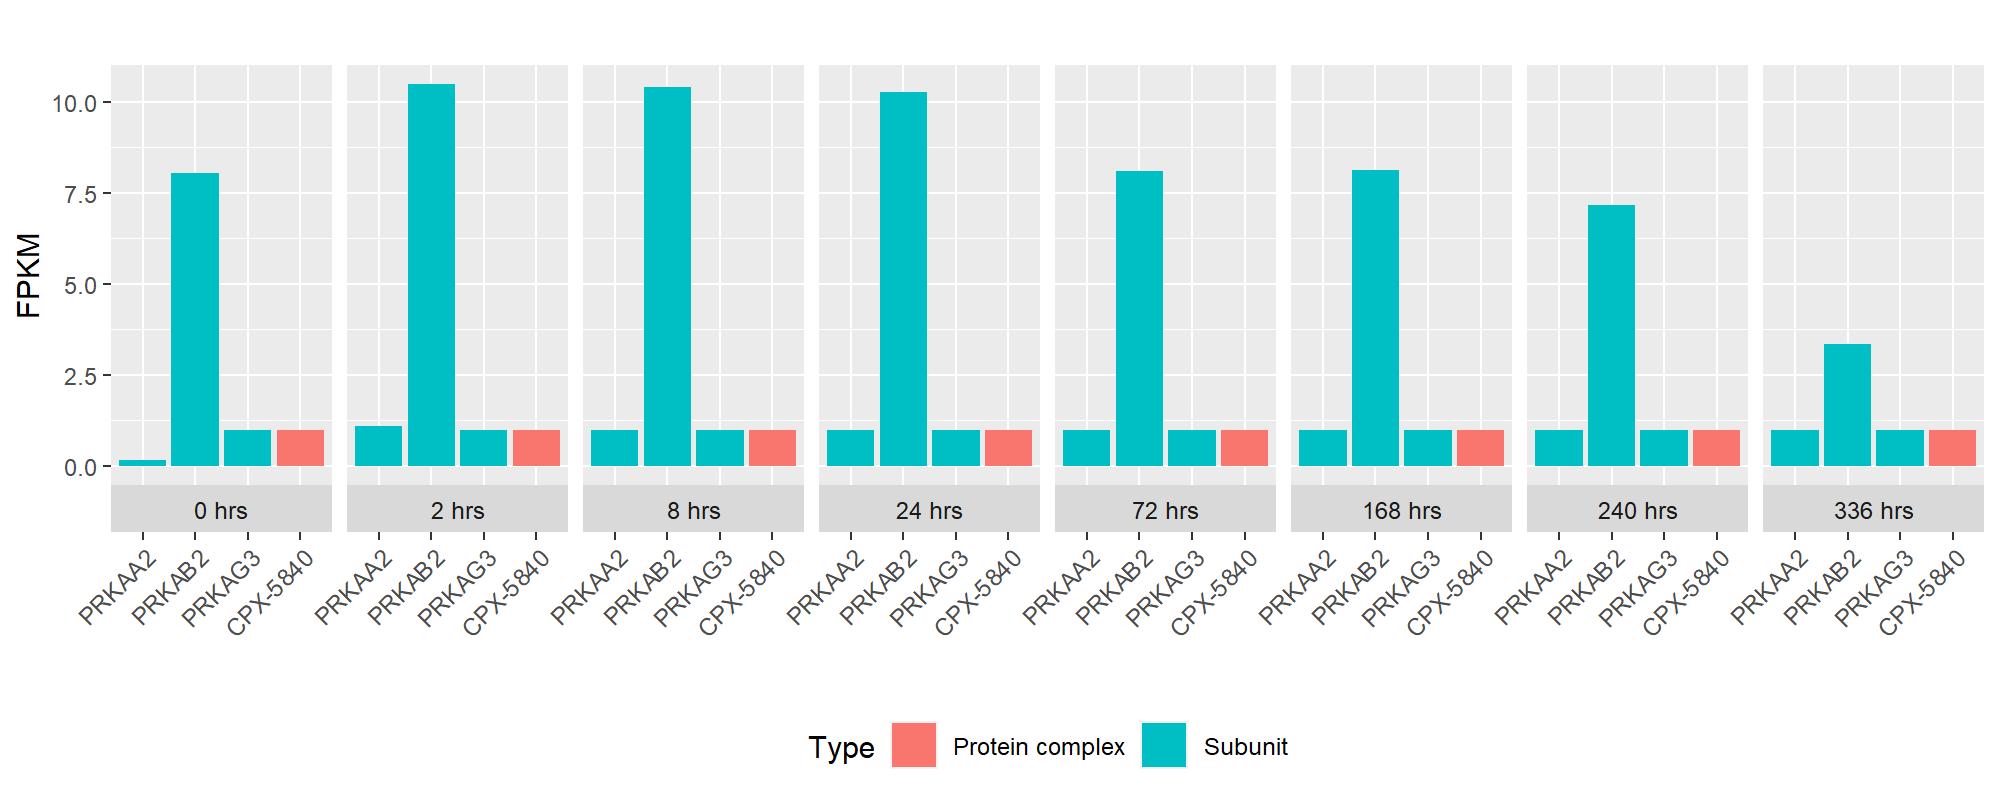 FPKM
10.0
7.5
5.0
2.5
0.0
0 hrs 2 hrs 8 hrs 24 hrs 72 hrs 168 hrs 240 hrs 336 hrs
PRKAA2 PRKAB2 PRKAG3 CPX-5840 PRKAA2 PRKAB2 PRKAG3 CPX-5840 PRKAA2 PRKAB2 PRKAG3 CPX-5840 PRKAA2 PRKAB2 PRKAG3 CPX-5840 PRKAA2 PRKAB2 PRKAG3 CPX-5840 PRKAA2 PRKAB2 PRKAG3 CPX-5840 PRKAA2 PRKAB2 PRKAG3 CPX-5840 PRKAA2 PRKAB2 PRKAG3 CPX-5840
Type Protein complex Subunit